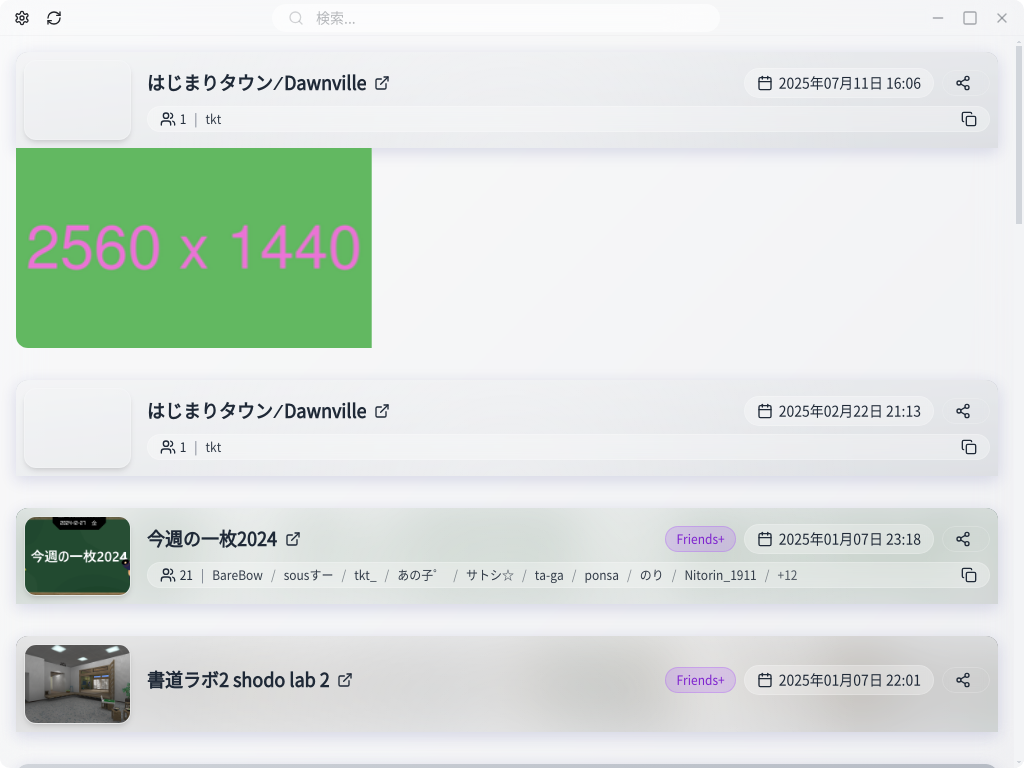 検索...
はじまりタウン⁄Dawnville
2025年07月11日 16:06
1 | tkt
2560 x 1440
はじまりタウン⁄Dawnville
2025年02月22日 21:13
1 | tkt
今週の一枚2024
今週の一枚2024 Friends+ 2025年01月07日 23:18
21 | BareBow / sousすー / tkt_ / あの子゜ / サトシ☆ / ta-ga / ponsa / のり / Nitorin_1911 / +12
書道ラボ2 shodo lab 2 Friends+ 2025年01月07日 22:01